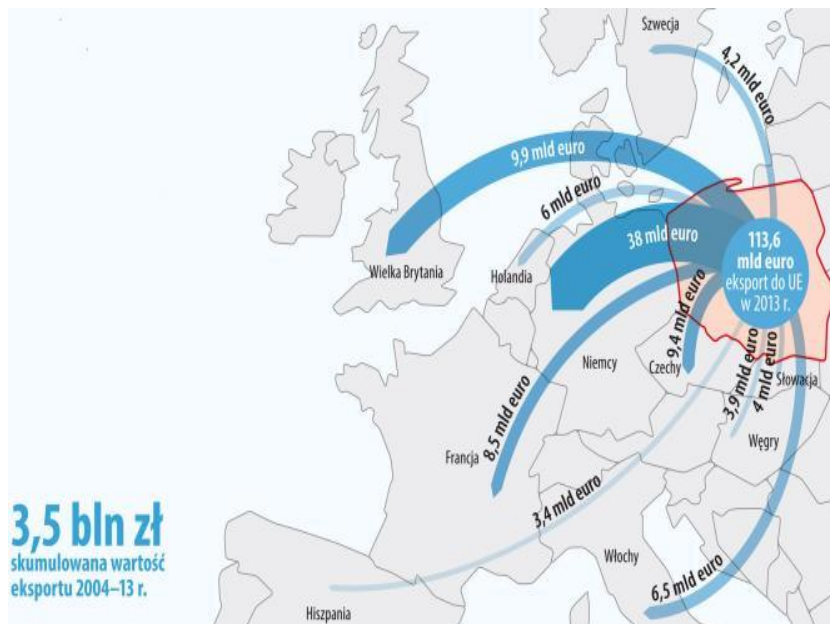 Szwecja
4,2 mld euro
9,9 mld euro
6 mld euro
38 mld euro
Wielka Brytania
Holandia
113,6
mld euro
eksport do UE
w 2013 r.
9,4 mld euro
Niemcy
Czechy
3,9 mld euro
4 mld euro
Słowacja
8,5 mld euro
Węgry
Francja
3,4 mld euro
3,5 bln zł
skumulowana wartość
eksportu 2004–13 r.
Włochy
6,5 mld euro
Hiszpania